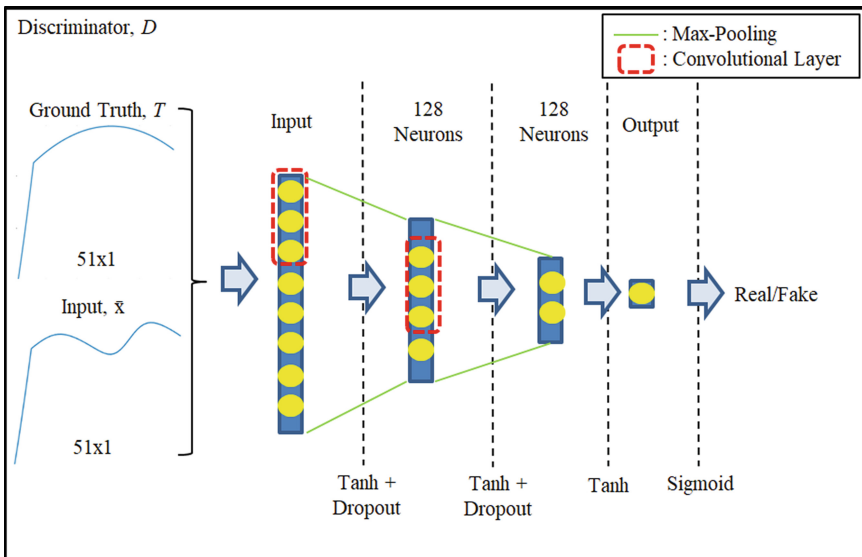 Discriminator, D
: Max-Pooling
: Convolutional Layer
Ground Truth, T
51x1
Input, x̄
51x1
Input
128
Neurons
128
Neurons
Output
Real/Fake
Tanh +
Dropout
Tanh +
Dropout
Tanh
Sigmoid